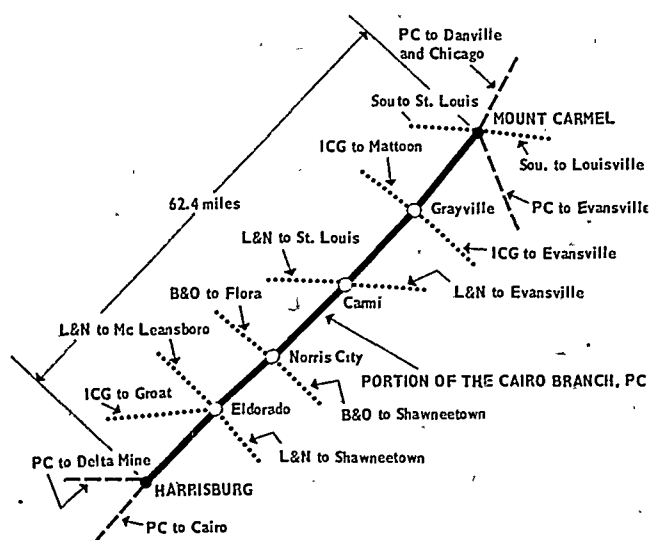 PC to Danville
and Chicago
Sou to St. Louis
MOUNT CARMEL
ICG to Mattoon
Sou. to Louisville
62.4 miles
Grayville
PC to Evansville
L&N to St. Louis
ICG to Evansville
B&O to Flora
L&N to Evansville
Carmi
L&N to Mc Leansboro
Norris City
PORTION OF THE CAIRO BRANCH, PC
ICG to Groat
Eldorado
B&O to Shawneetown
L&N to Shawneetown
PC to Delta Mine
HARRISBURG
PC to Cairo